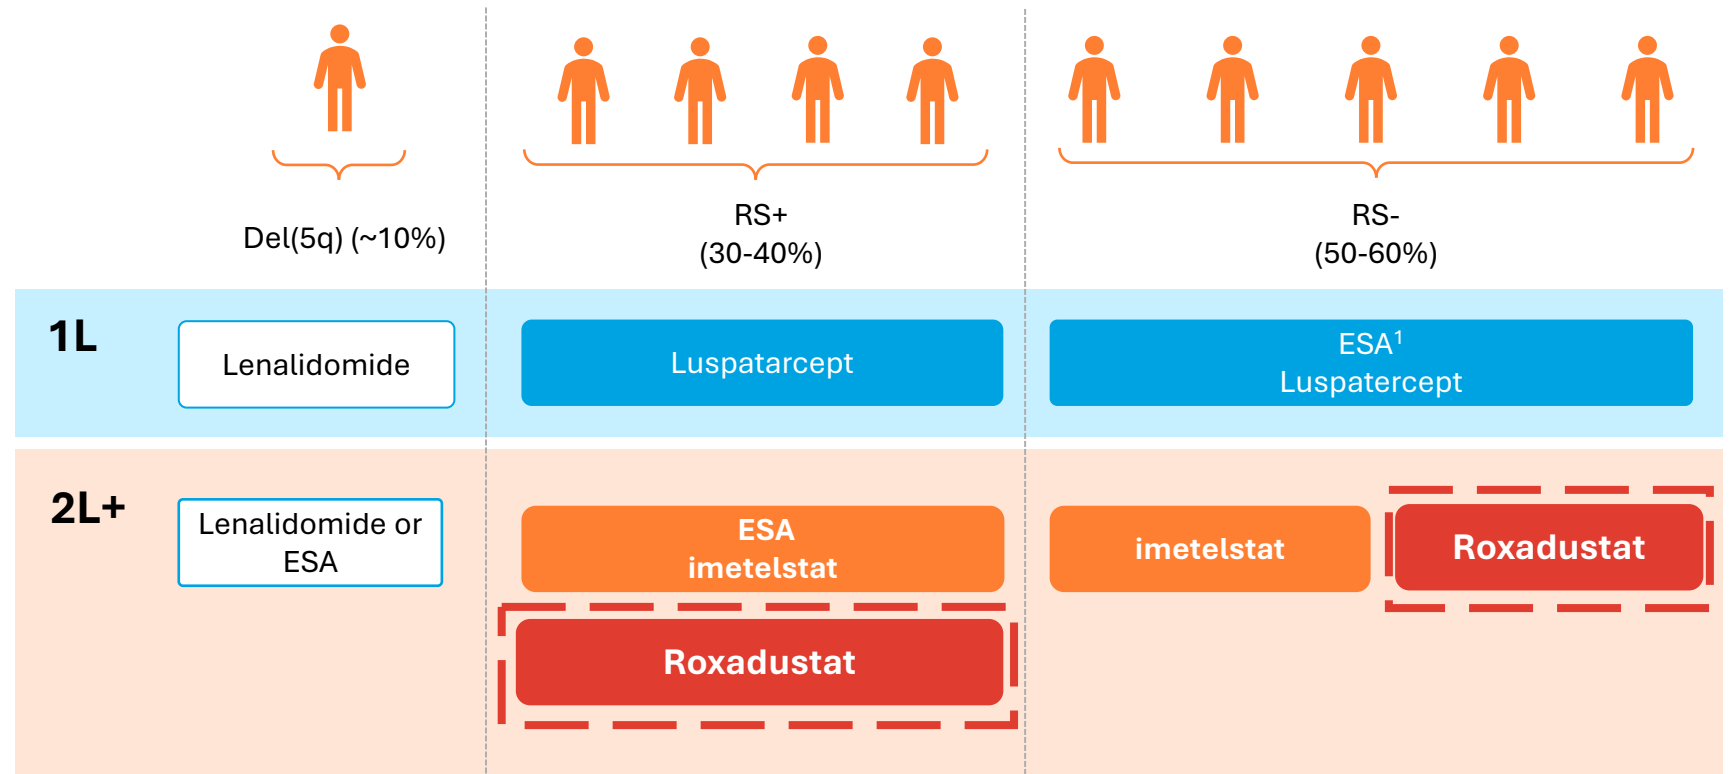 Del(5q) (~10%)
RS+
(30-40%)
RS-
(50-60%)
1L
Lenalidomide
Luspatarcept
ESA¹
Luspatercept
2L+
Lenalidomide or
ESA
ESA
imetelstat
imetelstat
Roxadustat
Roxadustat